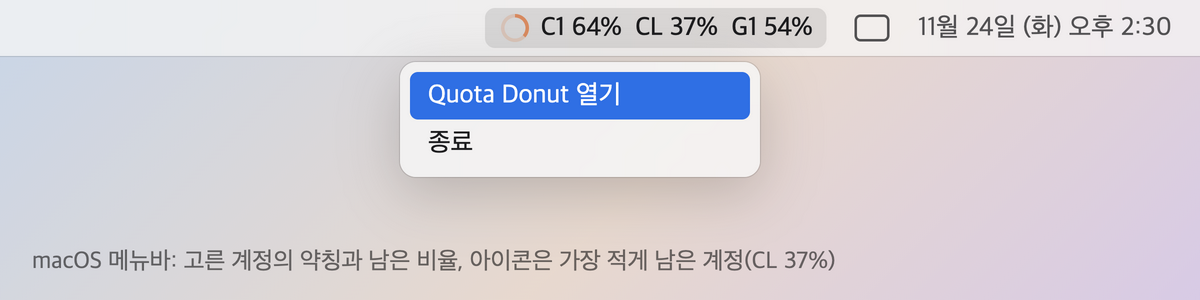 C1 64% CL 37% G1 54% 11월 24일 (화) 오후 2:30
Quota Donut 열기
종료
macOS 메뉴바: 고른 계정의 약칭과 남은 비율, 아이콘은 가장 적게 남은 계정(CL 37%)